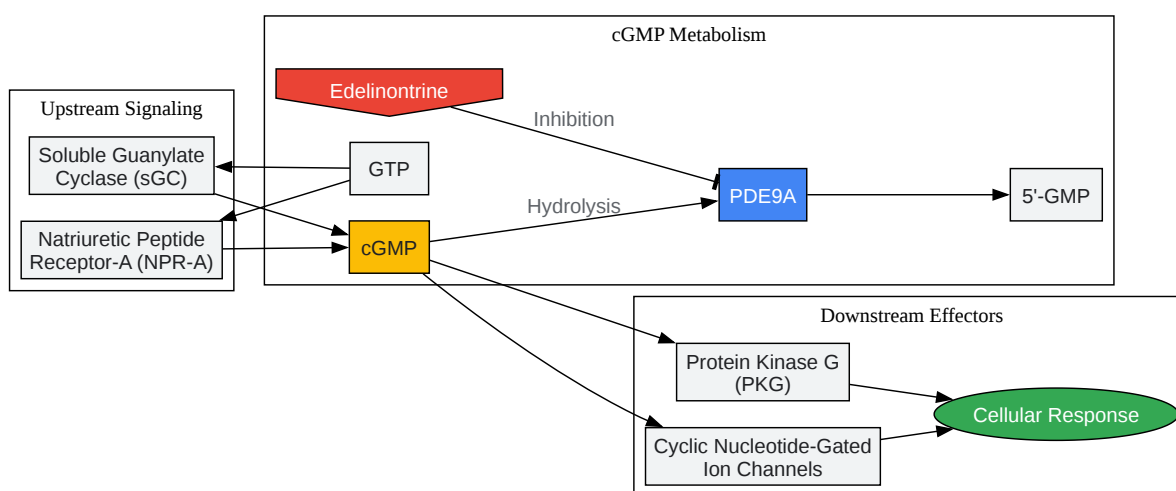 cGMP Metabolism
Edelinontrine
Inhibition
Upstream Signaling
Soluble Guanylate
Cyclase (sGC)
GTP
PDE9A
5'-GMP
Hydrolysis
Natriuretic Peptide
Receptor-A (NPR-A)
cGMP
Downstream Effectors
Protein Kinase G
(PKG)
Cellular Response
Cyclic Nucleotide-Gated
Ion Channels